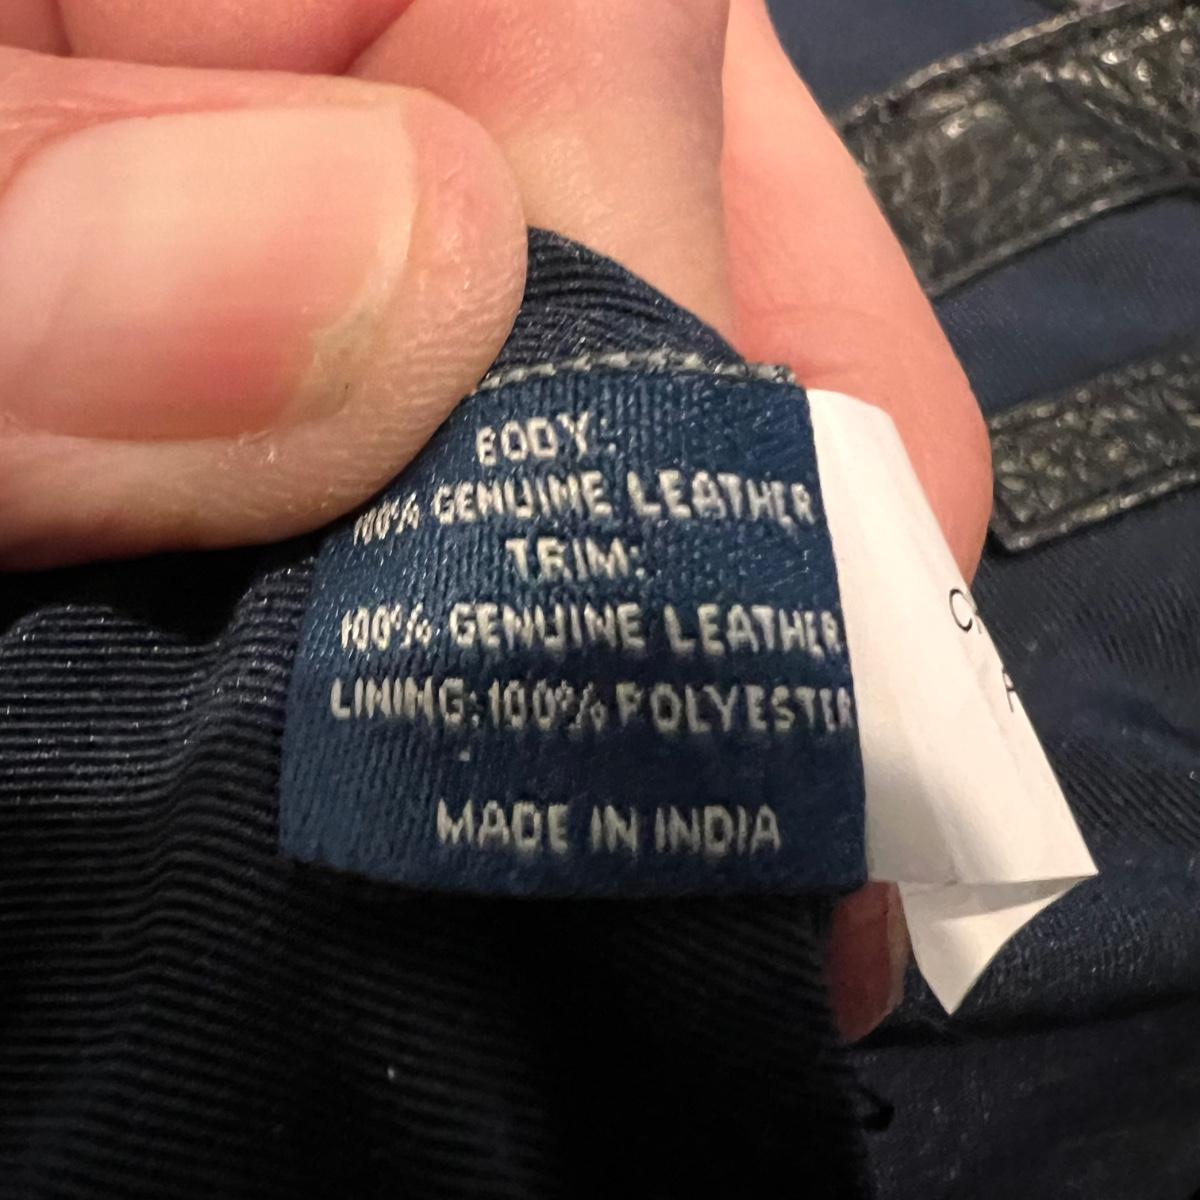 BODY:
100% GENUINE LEATHER
TRIM:
100% GENUINE LEATHER
LINING: 100% POLYESTER
MADE IN INDIA